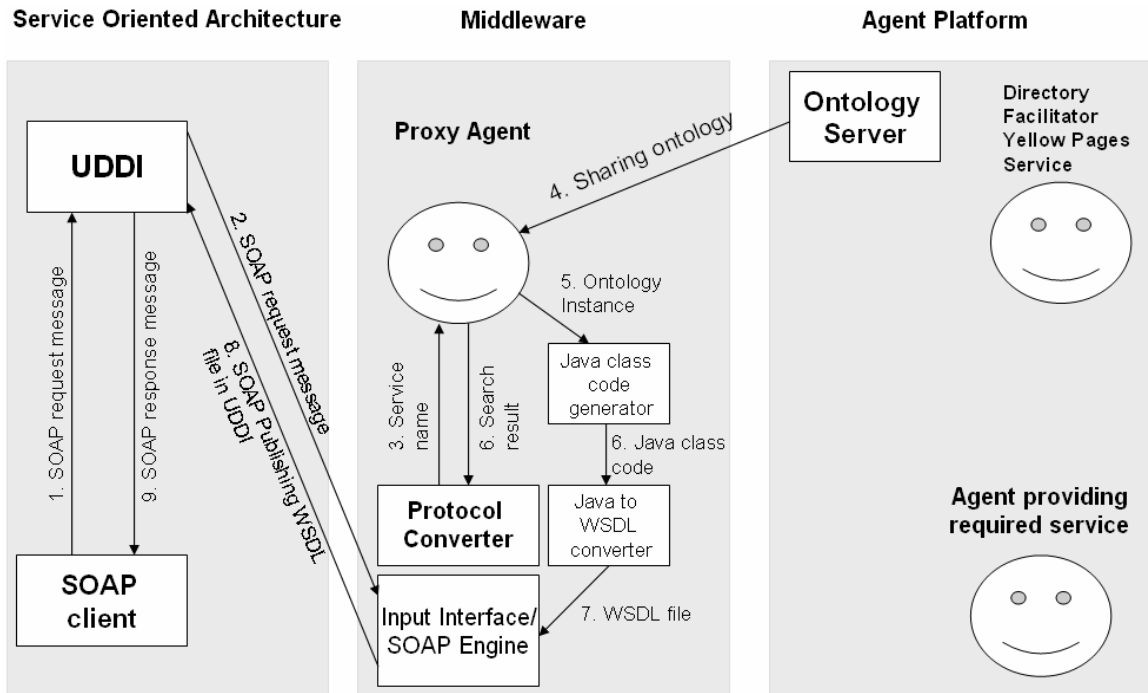 Service Oriented Architecture
Middleware
Agent Platform
UDDI
1. SOAP request message
9. SOAP response message
SOAP
client
2. SOAP request message
8. SOAP Publishing WSDL
file in UDDI
Proxy Agent
4. Sharing ontology
5. Ontology
Instance
3. Service
name
6. Search
result
Java class
code
generator
6. Java class
code
Protocol
Converter
Java to
WSDL
converter
7. WSDL file
Input Interface/
SOAP Engine
Ontology
Server
Directory
Facilitator
Yellow Pages
Service
Agent providing
required service